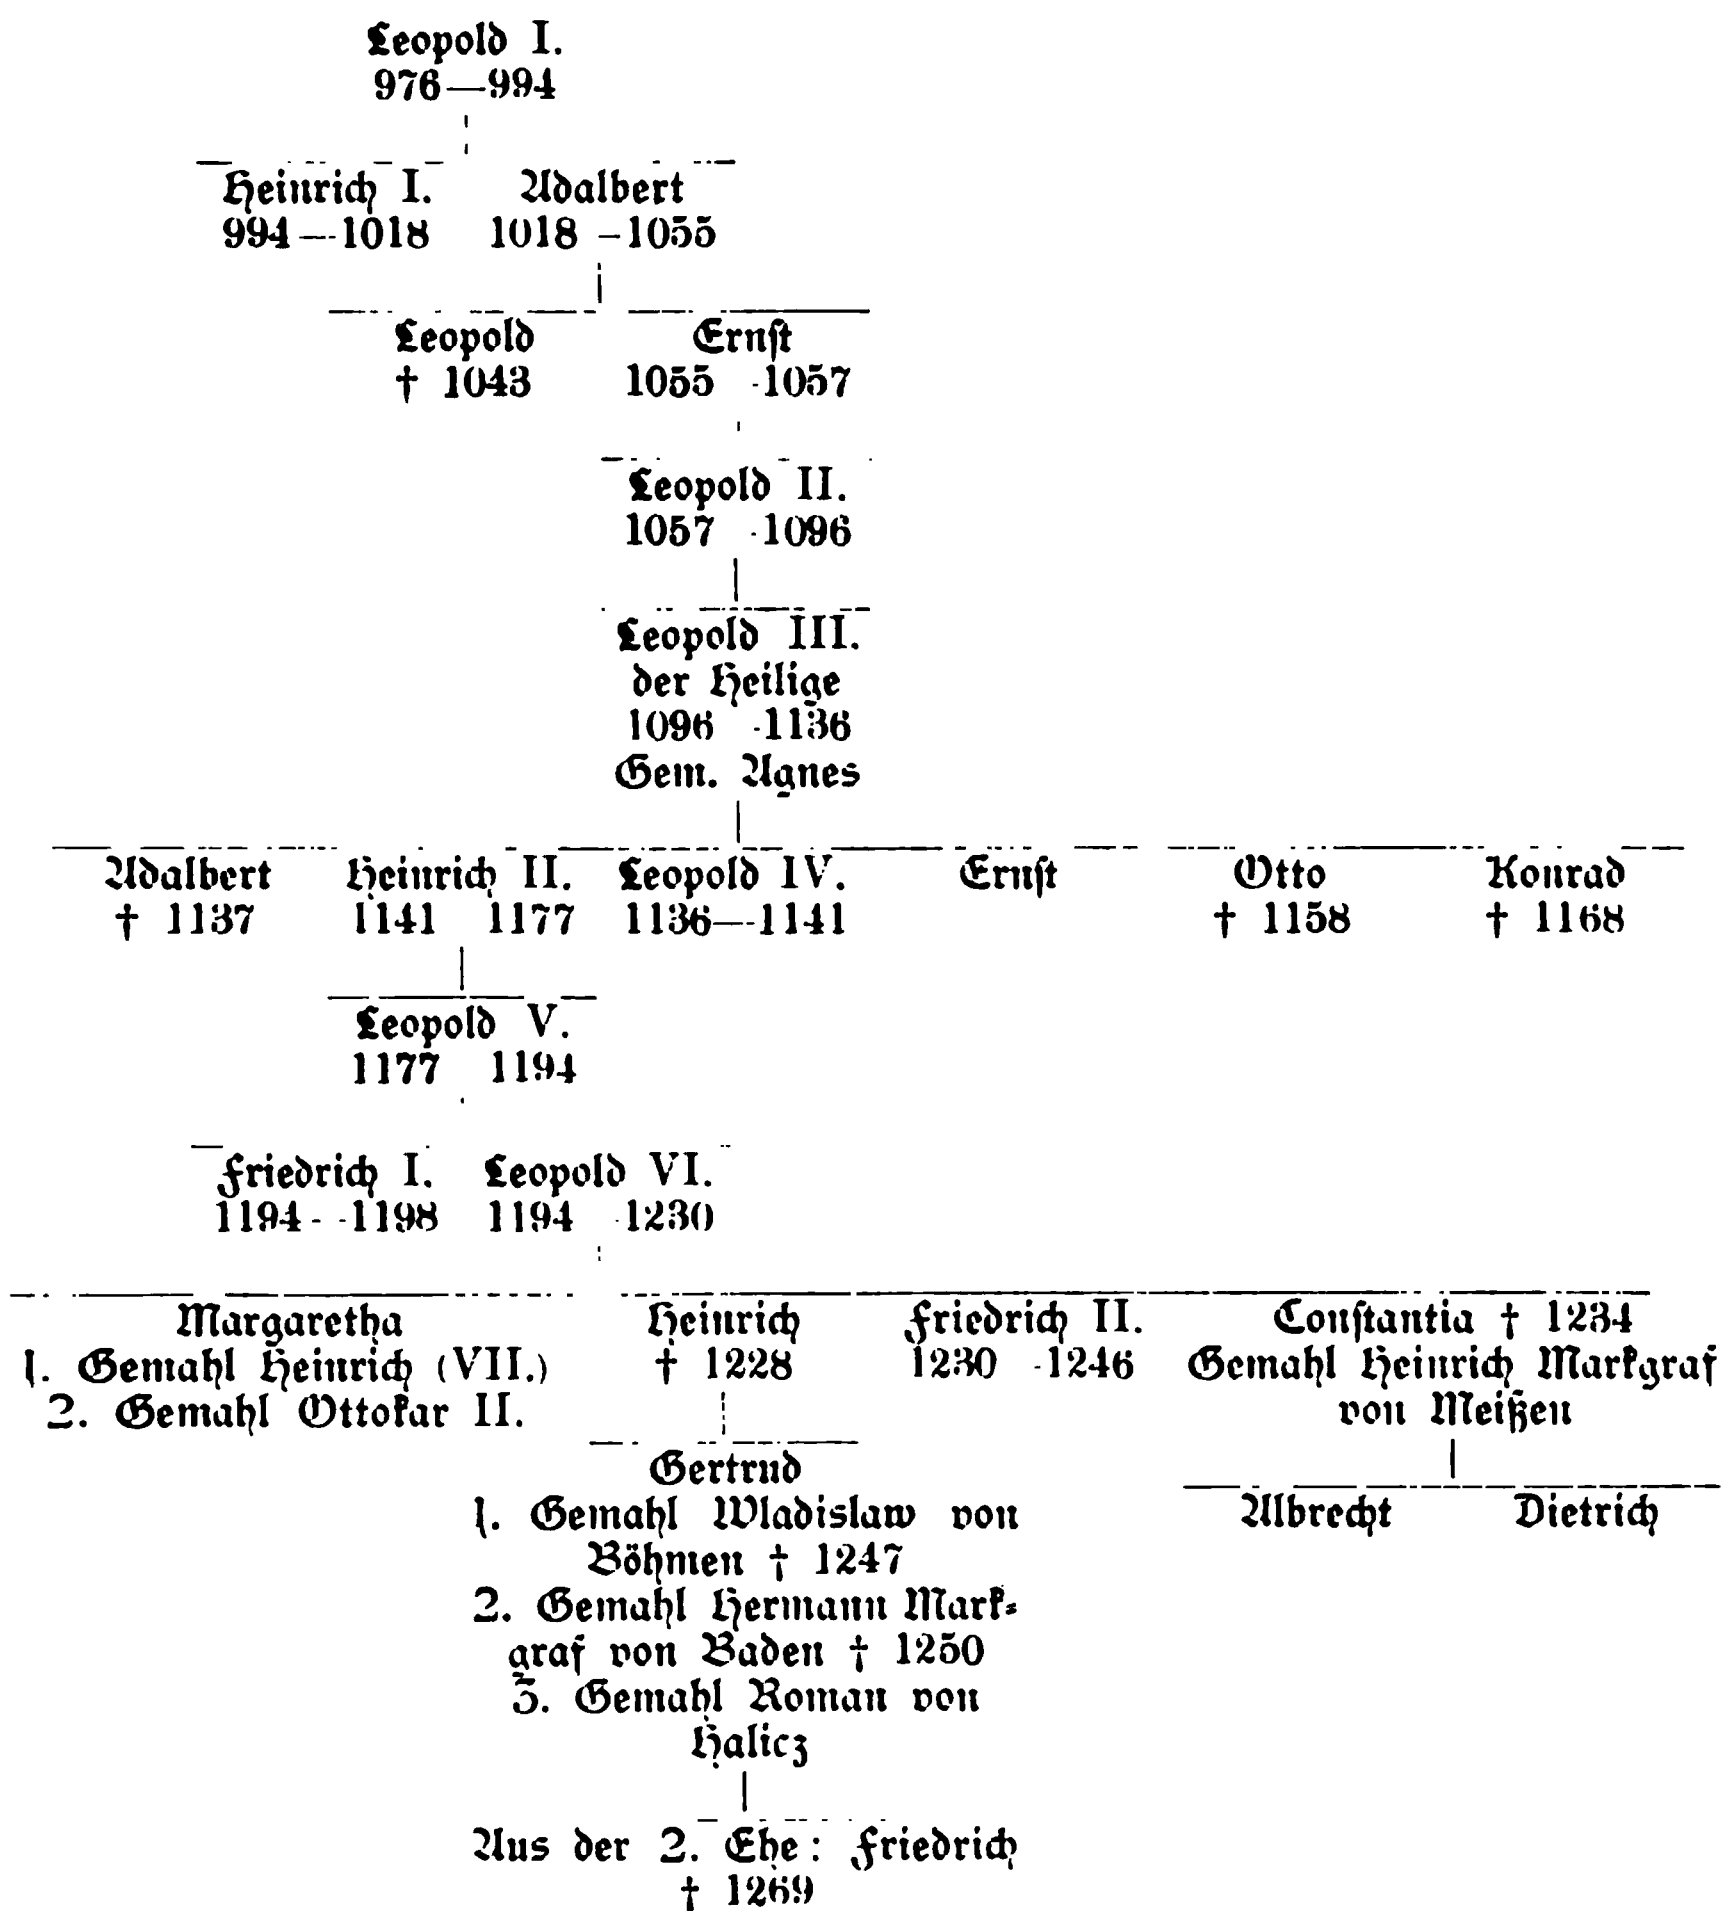 Leopold I.
976—994
Heinrich I. Adalbert
994—1018 1018—1055
Leopold Ernst
† 1043 1055-1057
Leopold II.
1057-1096
Leopold III.
der Heilige
1096-1136
Gem. Agnes
Adalbert Heinrich II. Leopold IV. Ernst Otto Konrad
† 1137 1141 1177 1136—1141 † 1158 † 1168
Leopold V.
1177 1194
Friedrich I. Leopold VI.
1194--1198 1194-1230
Margaretha Heinrich Friedrich II. Constantia † 1234
1. Gemahl Heinrich (VII.) † 1228 1230-1246 Gemahl Heinrich Markgraf
2. Gemahl Ottokar II. von Meißen
Gertrud
1. Gemahl Wladislaw von Albrecht Dietrich
Böhmen † 1247
2. Gemahl Hermann Mark-
graf von Baden † 1250
3. Gemahl Roman von
Halicz
Aus der 2. Ehe: Friedrich
† 1269